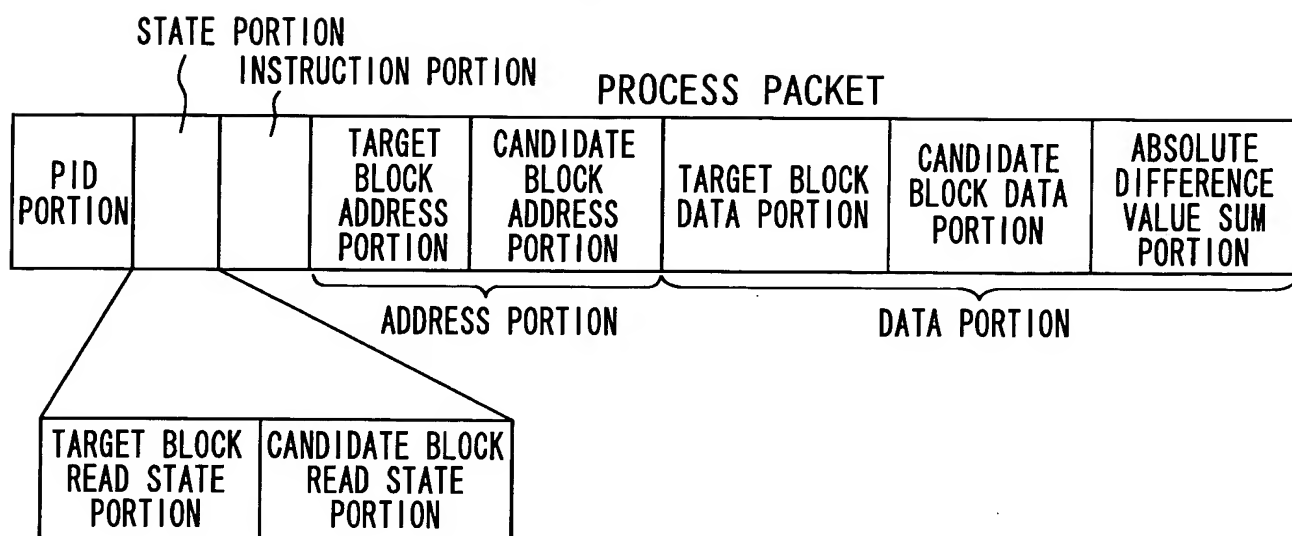 STATE PORTION
INSTRUCTION PORTION
PROCESS PACKET
PID
PORTION
TARGET
BLOCK
ADDRESS
PORTION
CANDIDATE
BLOCK
ADDRESS
PORTION
TARGET BLOCK
DATA PORTION
CANDIDATE
BLOCK DATA
PORTION
ABSOLUTE
DIFFERENCE
VALUE SUM
PORTION
ADDRESS PORTION
DATA PORTION
TARGET BLOCK
READ STATE
PORTION
CANDIDATE BLOCK
READ STATE
PORTION